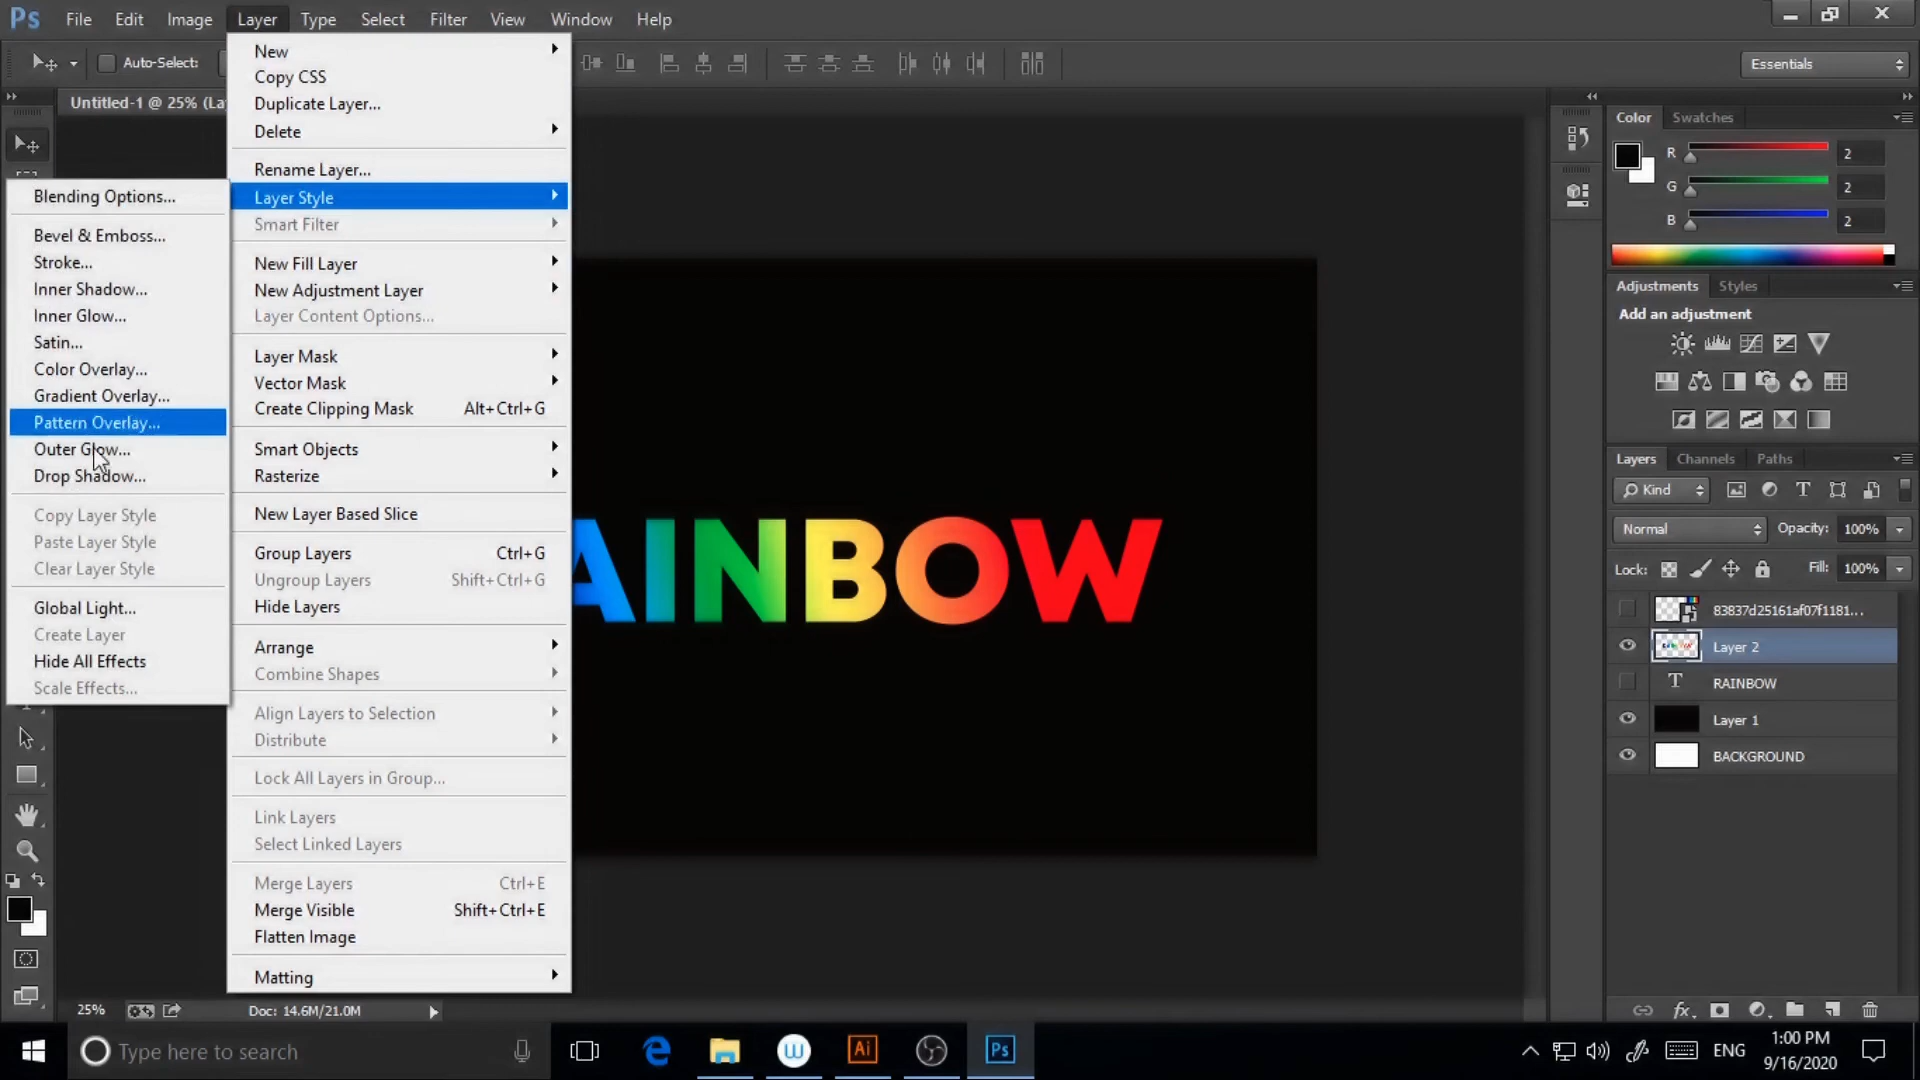 Ps File Edit Image Layer Type Select Filter View Window Help
Auto-Select:
Essentials
Untitled-1 @ 25% (La
New
Copy CSS
Duplicate Layer...
Delete
Rename Layer...
Layer Style
Smart Filter
New Fill Layer
New Adjustment Layer
Layer Content Options...
Layer Mask
Vector Mask
Create Clipping Mask Alt+Ctrl+G
Smart Objects
Rasterize
New Layer Based Slice
Group Layers Ctrl+G
Ungroup Layers Shift+Ctrl+G
Hide Layers
Arrange
Combine Shapes
Align Layers to Selection
Distribute
Lock All Layers in Group...
Link Layers
Select Linked Layers
Merge Layers Ctrl+E
Merge Visible Shift+Ctrl+E
Flatten Image
Matting
Blending Options...
Bevel & Emboss...
Stroke...
Inner Shadow...
Inner Glow...
Satin...
Color Overlay...
Gradient Overlay...
Pattern Overlay...
Outer Glow...
Drop Shadow...
Copy Layer Style
Paste Layer Style
Clear Layer Style
Global Light...
Create Layer
Hide All Effects
Scale Effects...
AINBOW
Color Swatches
R 2
G 2
B 2
Adjustments Styles
Add an adjustment
Layers Channels Paths
Kind
Normal Opacity: 100%
Lock: Fill: 100%
83837d25161af07f1181...
Layer 2
RAINBOW
Layer 1
BACKGROUND
25% Doc: 14.6M/21.0M
Type here to search
Ai
Ps
ENG
1:00 PM
9/16/2020